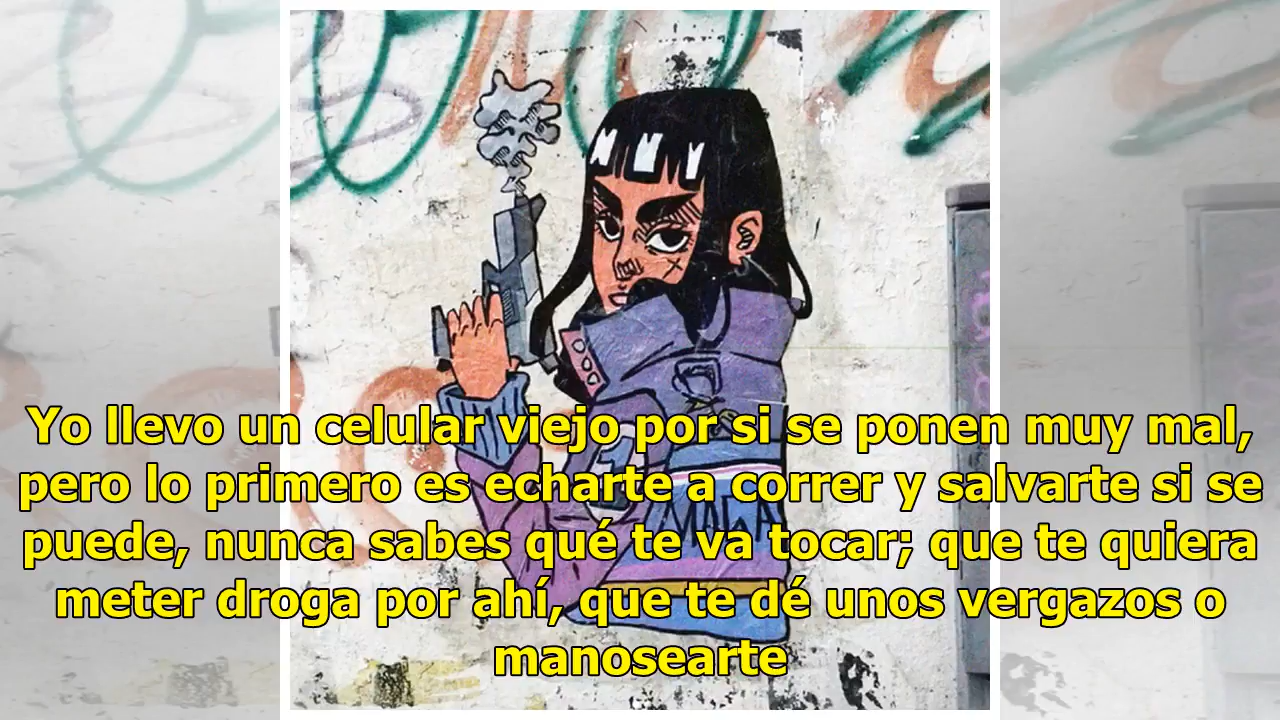 Yo llevo un celular viejo por si se ponen muy mal,
pero lo primero es echarte a correr y salvarte si se
puede, nunca sabes qué te va tocar; que te quiera
meter droga por ahí, que te dé unos vergazos o
manosearte